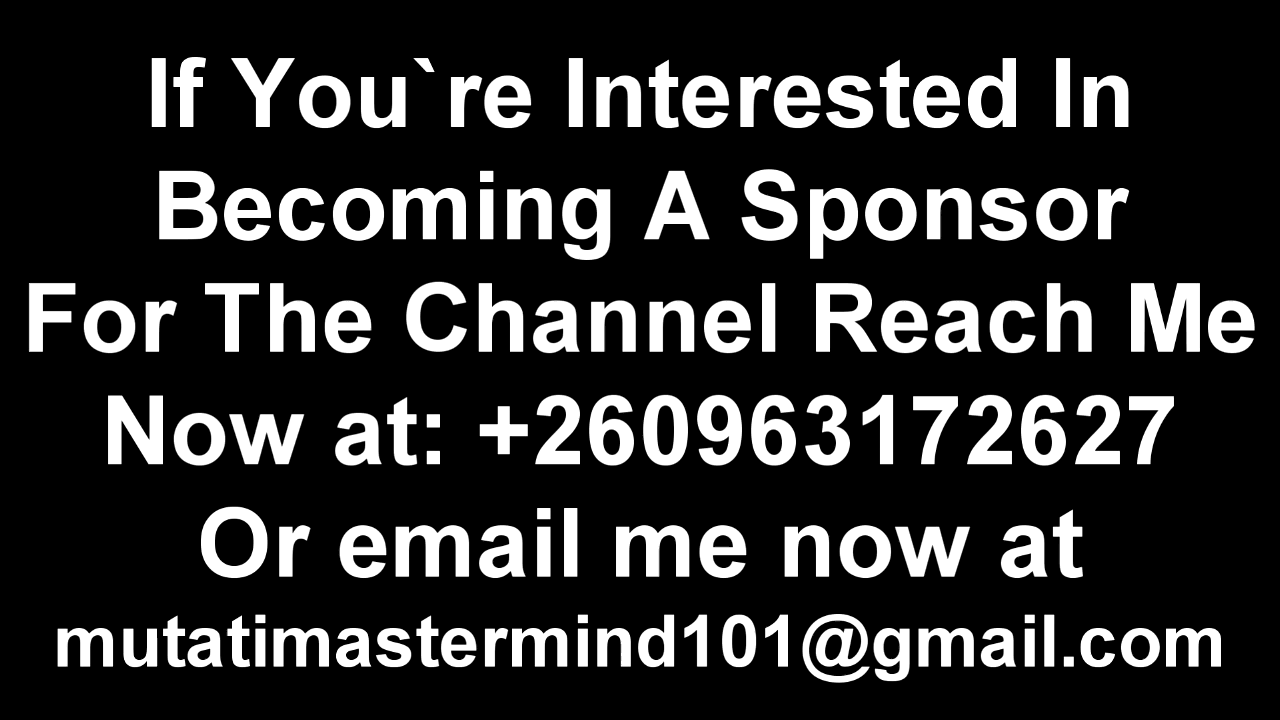 If You`re Interested In
Becoming A Sponsor
For The Channel Reach Me
Now at: +260963172627
Or email me now at
mutatimastermind101@gmail.com